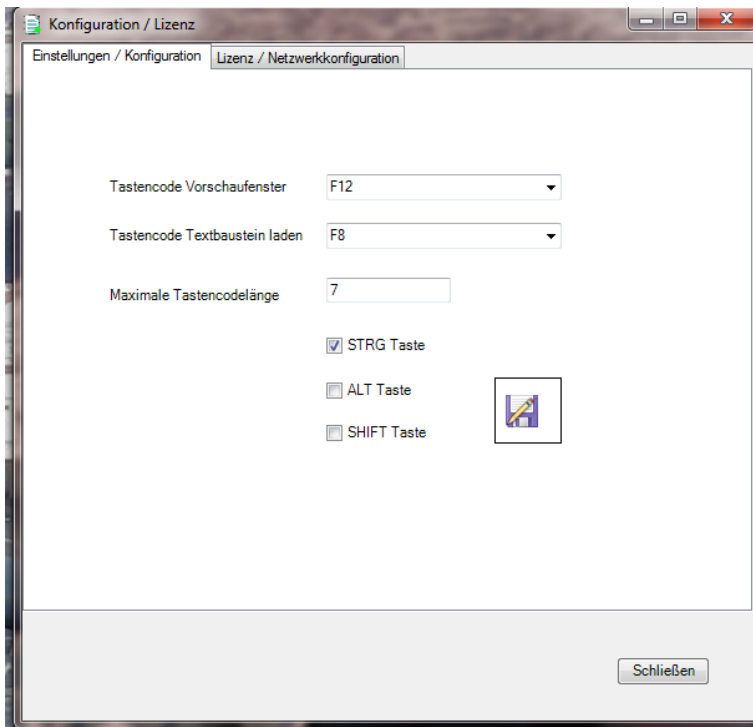 Konfiguration / Lizenz
Einstellungen / Konfiguration Lizenz / Netzwerkkonfiguration
Tastencode Vorschaufenster F12
Tastencode Textbaustein laden F8
Maximale Tastencodelänge 7
STRG Taste
ALT Taste
SHIFT Taste
Schließen